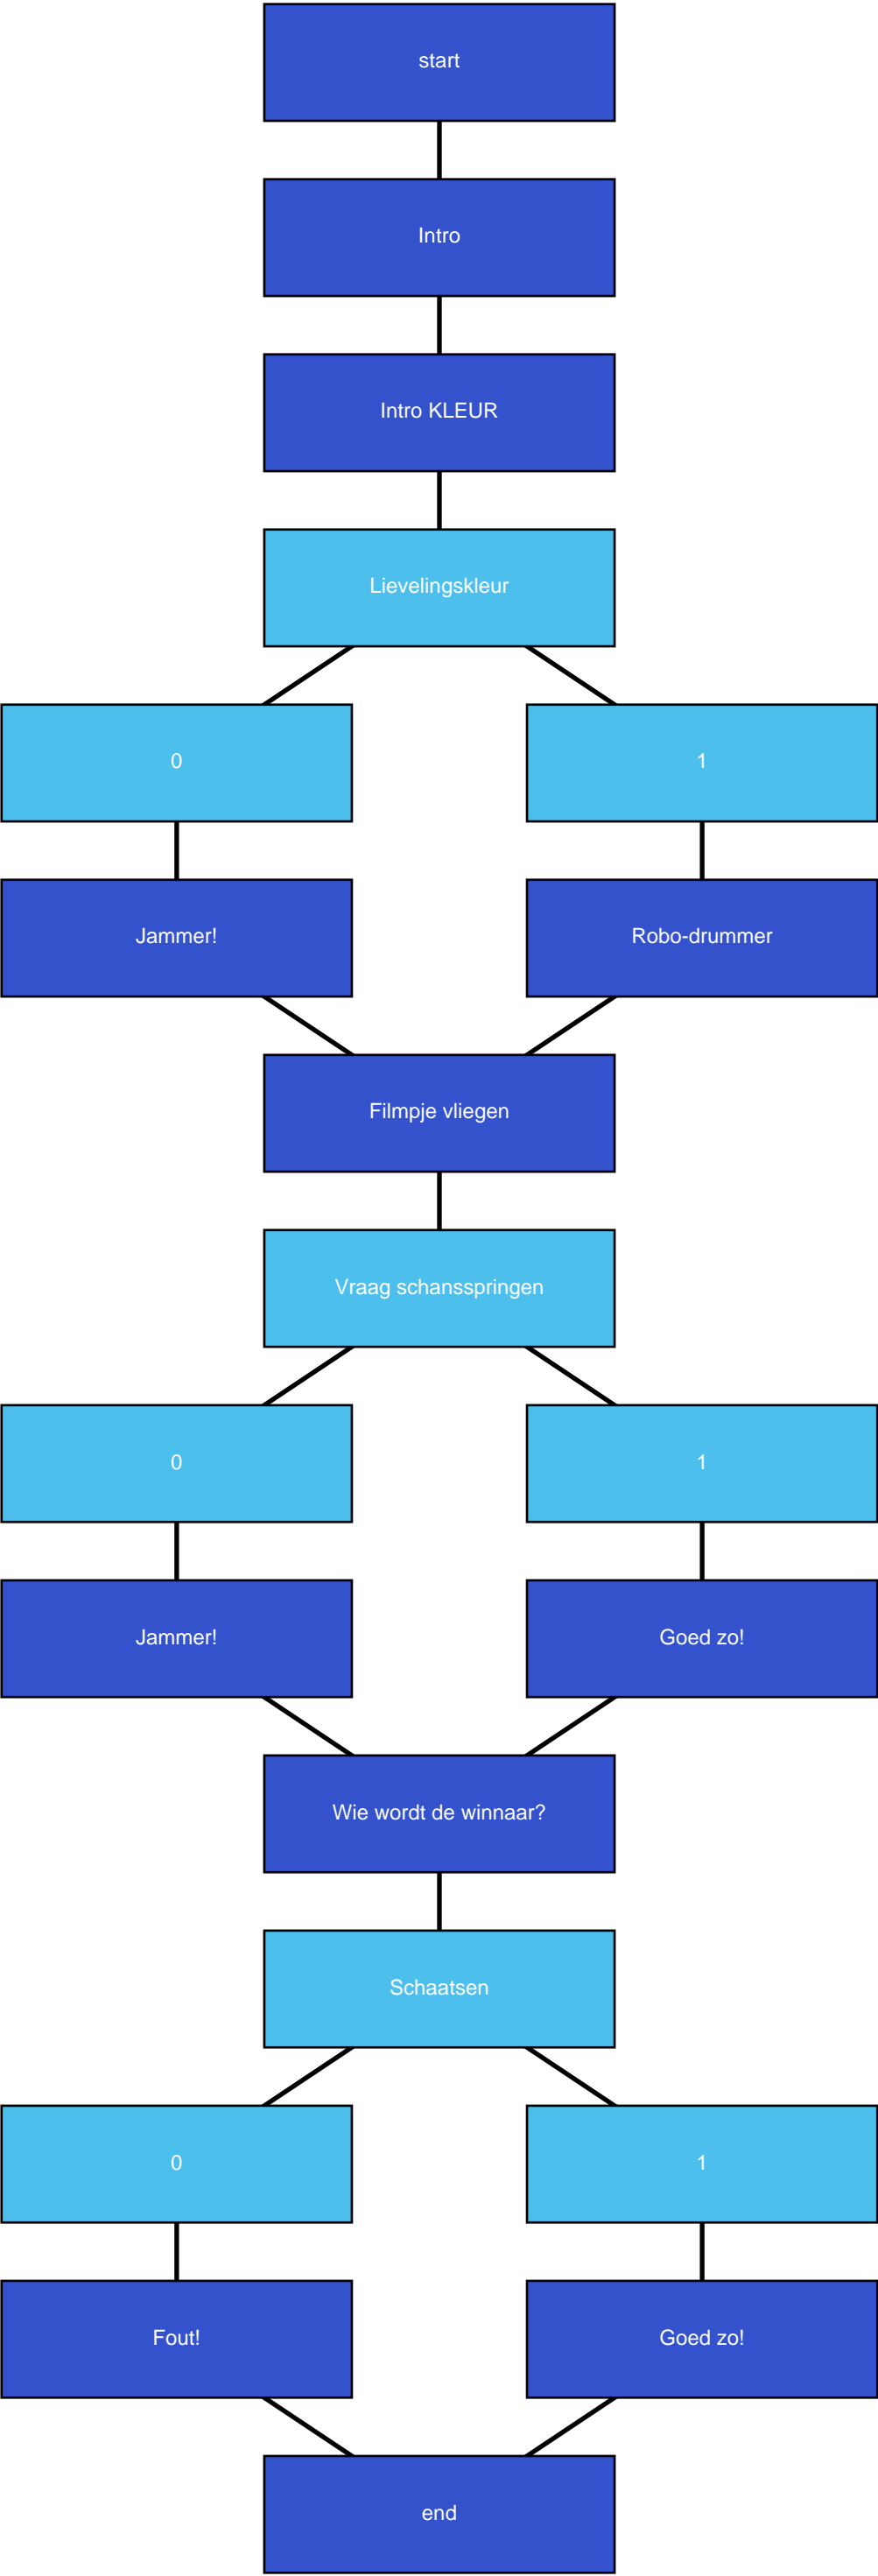 start
Intro
Intro KLEUR
Lievelingskleur
0
1
Jammer!
Robo-drummer
Filmpje vliegen
Vraag schansspringen
0
1
Jammer!
Goed zo!
Wie wordt de winnaar?
Schaatsen
0
1
Fout!
Goed zo!
end